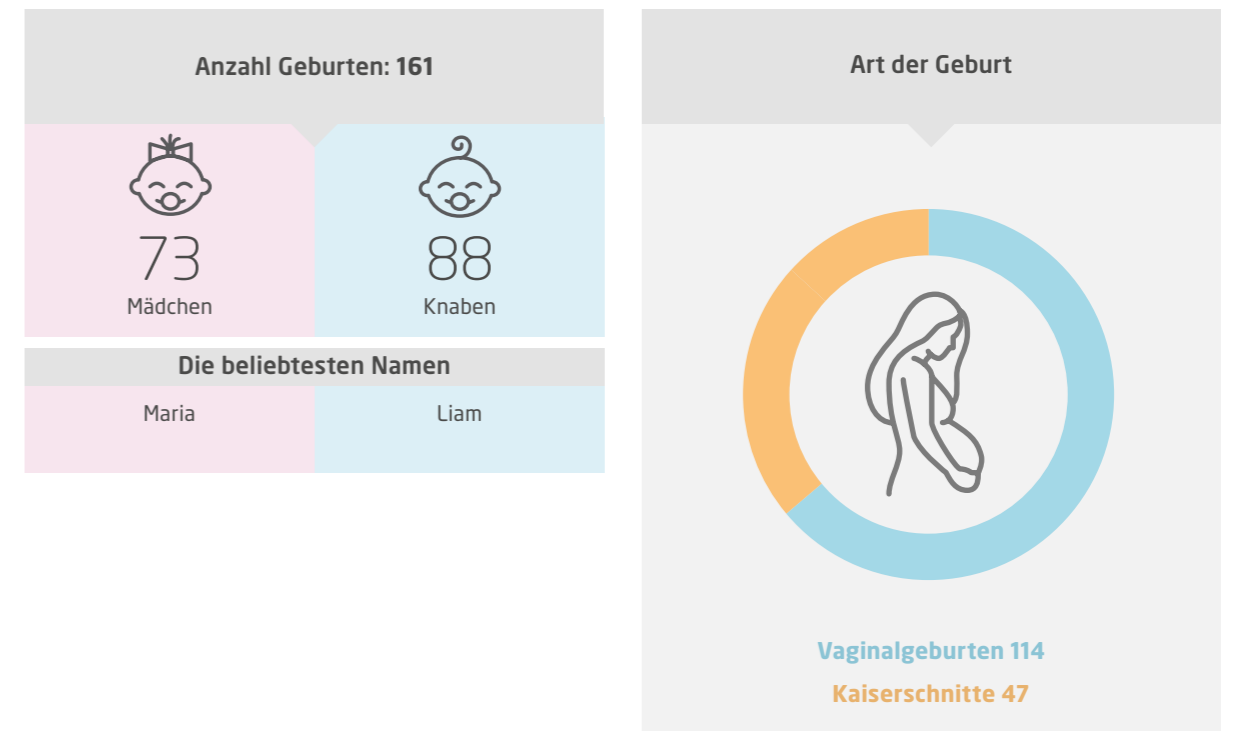 Anzahl Geburten: 161
73
Mädchen
88
Knaben
Die beliebtesten Namen
Maria
Liam
Art der Geburt
Vaginalgeburten 114
Kaiserschnitte 47